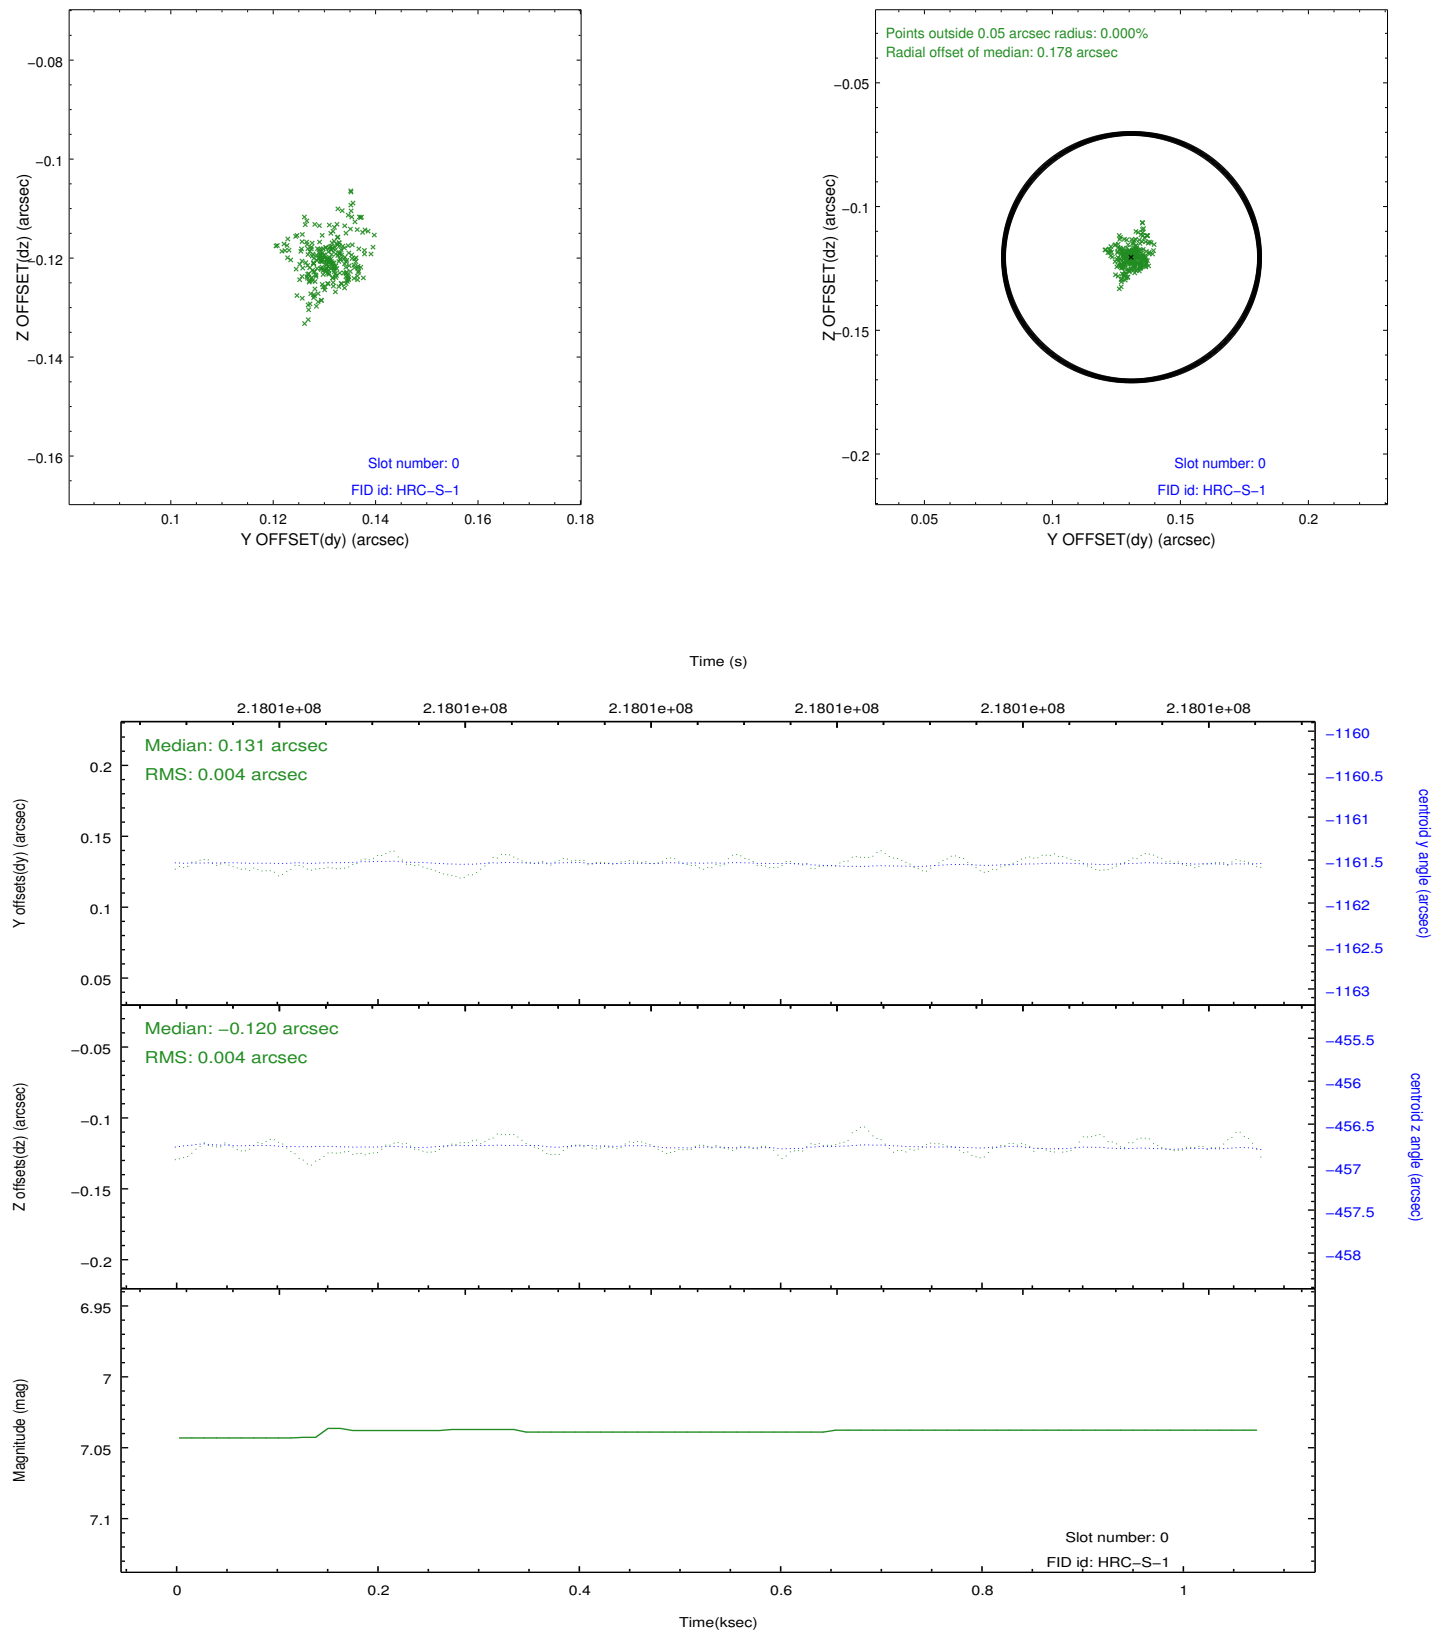 −0.08
−0.1
−0.12
−0.14
−0.16
Z OFFSET(dz) (arcsec)
Slot number: 0
FID id: HRC−S−1
0.1
0.12
0.14
0.16
0.18
Y OFFSET(dy) (arcsec)
Points outside 0.05 arcsec radius: 0.000%
Radial offset of median: 0.178 arcsec
−0.05
−0.1
−0.15
−0.2
Z OFFSET(dz) (arcsec)
Slot number: 0
FID id: HRC−S−1
0.05
0.1
0.15
0.2
Y OFFSET(dy) (arcsec)
Time (s)
2.1801e+08
2.1801e+08
2.1801e+08
2.1801e+08
2.1801e+08
2.1801e+08
Median: 0.131 arcsec
RMS: 0.004 arcsec
0.2
0.15
0.1
0.05
Y offsets(dy) (arcsec)
−1160
−1160.5
−1161
−1161.5
−1162
−1162.5
−1163
centroid y angle (arcsec)
Median: −0.120 arcsec
RMS: 0.004 arcsec
−0.05
−0.1
−0.15
−0.2
Z offsets(dz) (arcsec)
−455.5
−456
−456.5
−457
−457.5
−458
centroid z angle (arcsec)
6.95
7
7.05
7.1
Magnitude (mag)
Slot number: 0
FID id: HRC−S−1
0
0.2
0.4
0.6
0.8
1
Time(ksec)